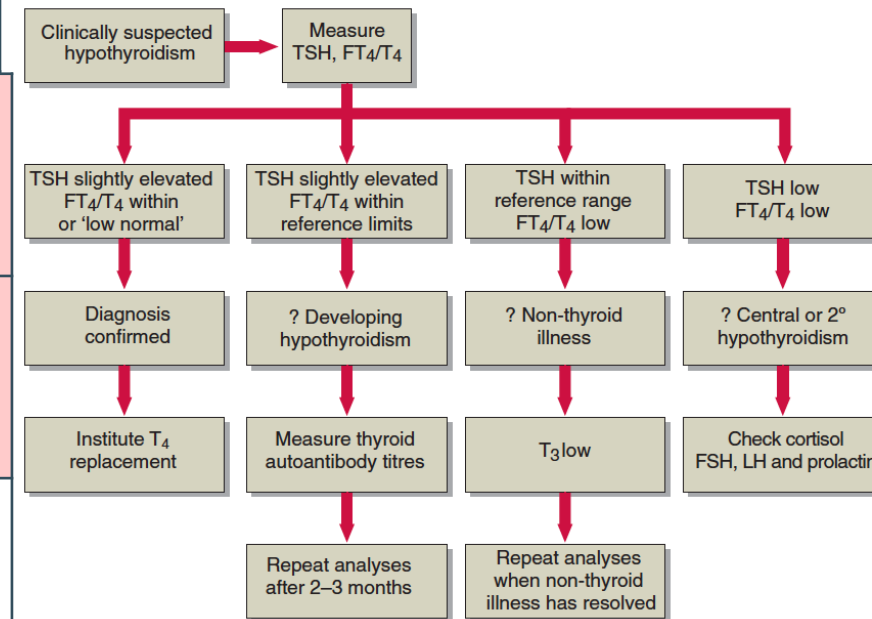 Clinically suspected
hypothyroidism
Measure
TSH, FT4/T4
TSH slightly elevated
FT4/T4 within
or ‘low normal’
TSH slightly elevated
FT4/T4 within
reference limits
TSH within
reference range
FT4/T4 low
TSH low
FT4/T4 low
Diagnosis
confirmed
? Developing
hypothyroidism
? Non-thyroid
illness
? Central or 2º
hypothyroidism
Institute T4
replacement
Measure thyroid
autoantibody titres
T3 low
Check cortisol
FSH, LH and prolactin
Repeat analyses
after 2–3 months
Repeat analyses
when non-thyroid
illness has resolved